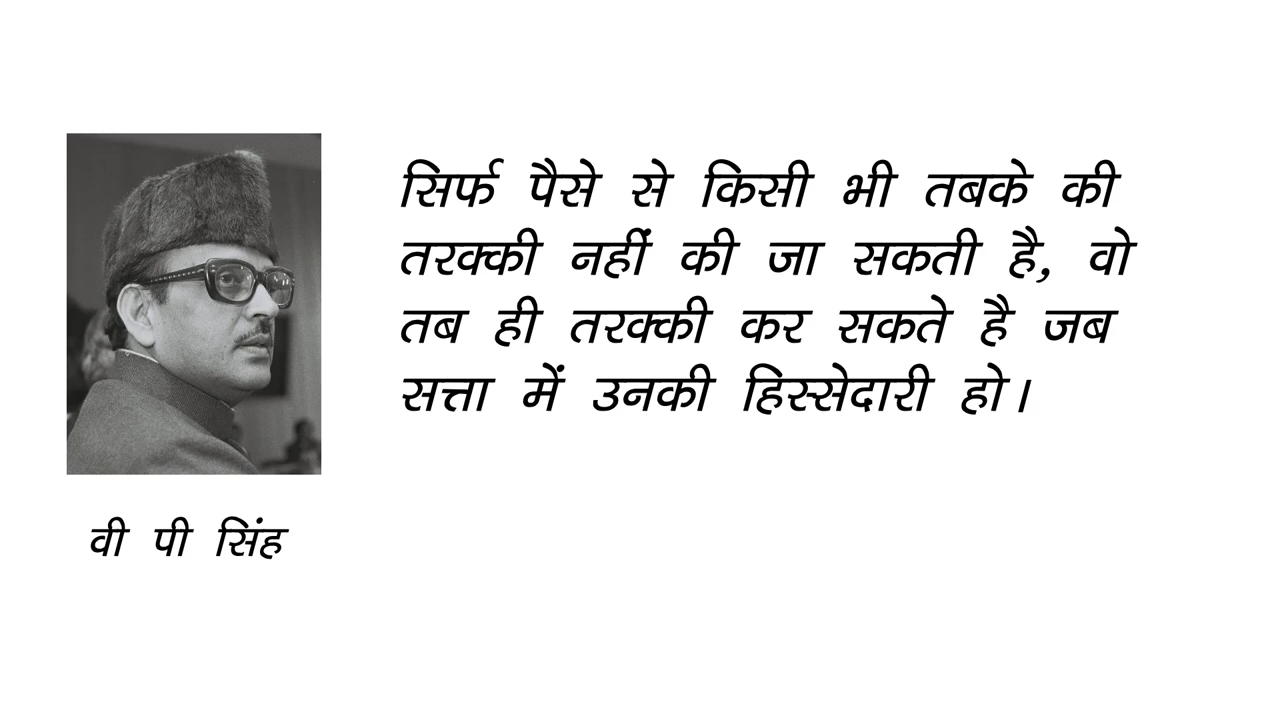 सिर्फ पैसे से किसी भी तबके की
तरक्की नहीं की जा सकती है, वो
तब ही तरक्की कर सकते है जब
सत्ता में उनकी हिस्सेदारी हो।
वी पी सिंह